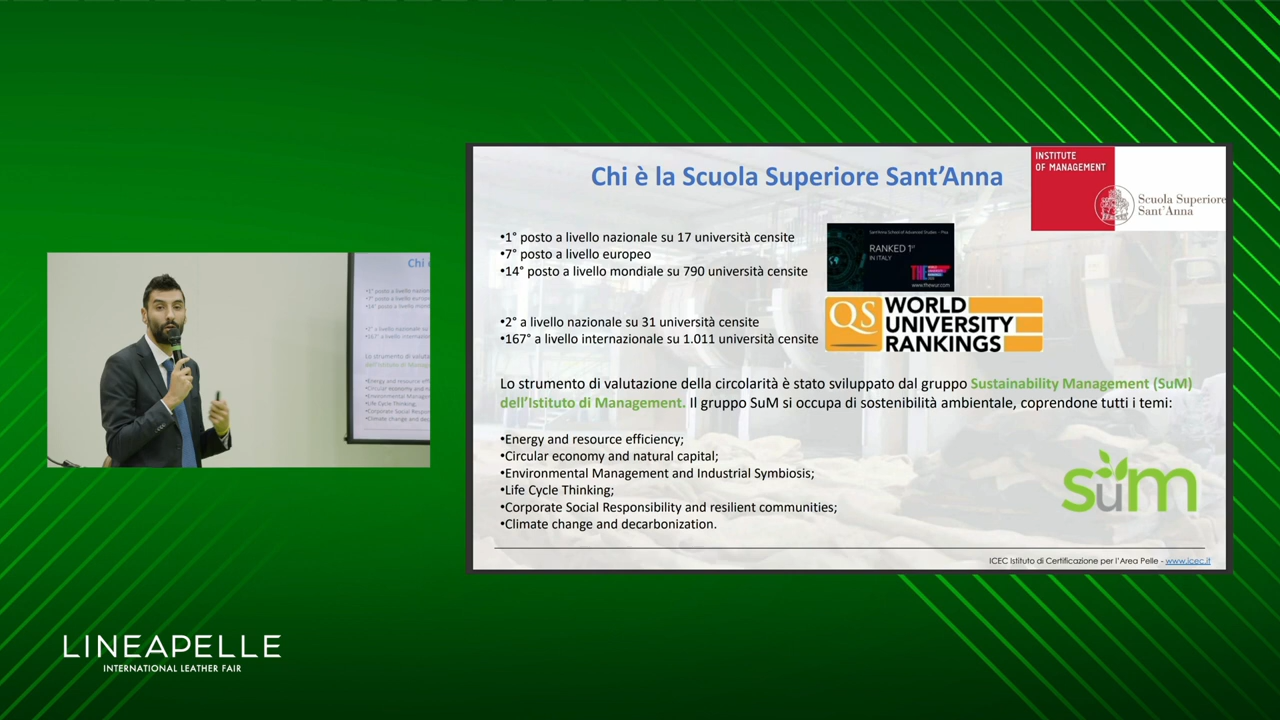 Chi è la Scuola Superiore Sant'Anna
INSTITUTE
OF MANAGEMENT
Scuola Superiore
Sant'Anna
•1° posto a livello nazionale su 17 università censite
•7° posto a livello europeo
•14° posto a livello mondiale su 790 università censite
RANKED 1st
IN ITALY
www.thewur.com
•2° a livello nazionale su 31 università censite
•167° a livello internazionale su 1.011 università censite
QS WORLD
UNIVERSITY
RANKINGS
Lo strumento di valutazione della circolarità è stato sviluppato dal gruppo Sustainability Management (SuM)
dell'Istituto di Management. Il gruppo SuM si occupa di sostenibilità ambientale, coprendone tutti i temi:
•Energy and resource efficiency;
•Circular economy and natural capital;
•Environmental Management and Industrial Symbiosis;
•Life Cycle Thinking;
•Corporate Social Responsibility and resilient communities;
•Climate change and decarbonization.
sum
ICEC Istituto di Certificazione per l'Area Pelle - www.icec.it
LINEAPELLE
INTERNATIONAL LEATHER FAIR